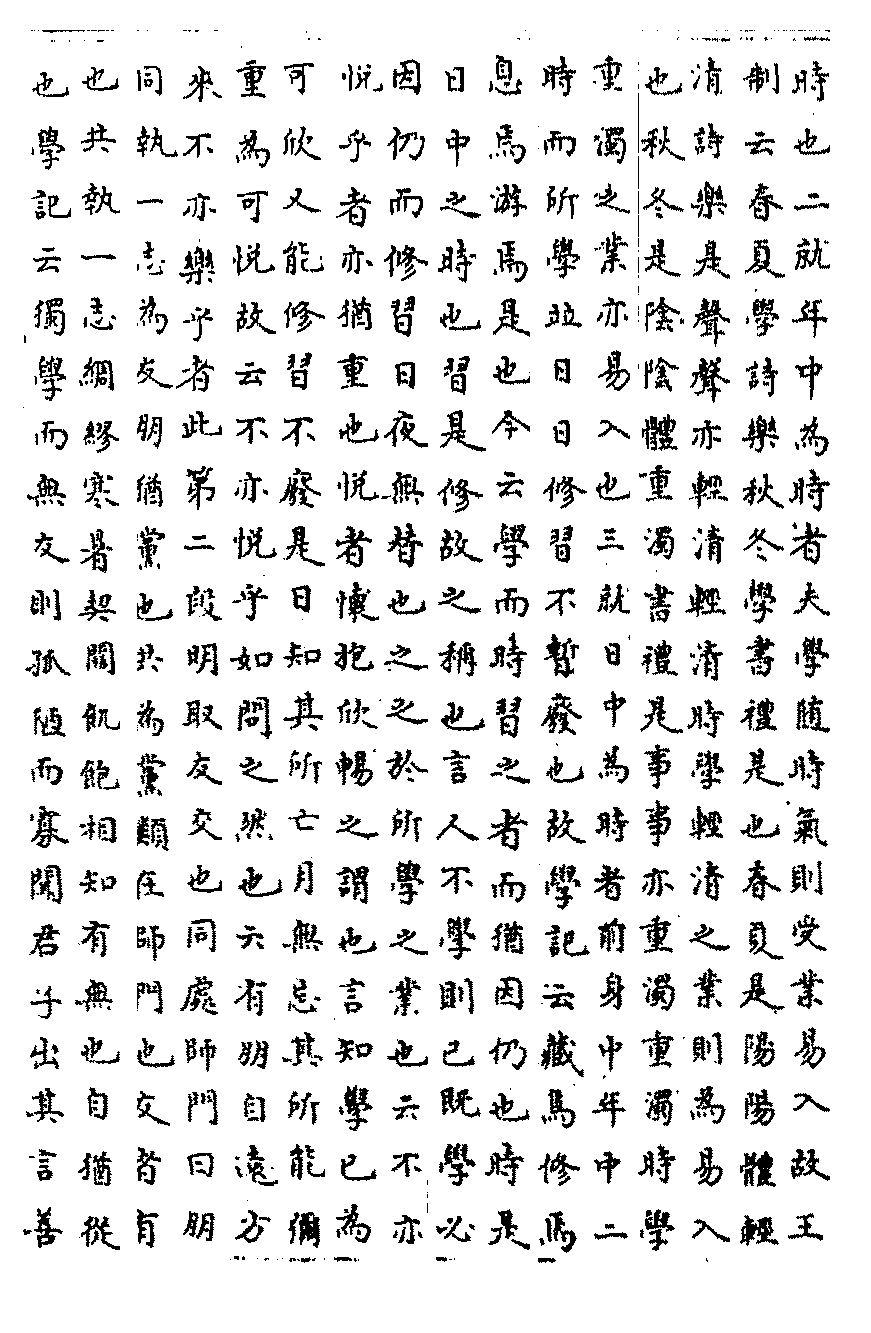 時也二就年中為時者夫學随時氣則受業易入故王
制云春夏學詩樂秋冬學書禮是也春夏是陽陽體輕
清詩樂是聲聲亦輕清輕清時學輕清之業則為易入
也秋冬是陰陰體重濁書禮是事事亦重濁重濁時學
重濁之業亦易入也三就日中為時者前身中年中二
時而所學並日日修習不暫廢也故學記云藏焉修焉
息焉游焉是也今云學而時習之者而猶因仍也時是
日中之時也習是修故之稱也言人不學則已既學必
因仍而修習日夜無替也之之於所學之業也云不亦
悦乎者亦猶重也悦者懷抱欣暢之謂也言知學已為
可欣又能修習不廢是日知其所亡月無忘其所能彌
重為可悦故云不亦悦乎如問之然也云有朋自遠方
來不亦樂乎者此第二段明取友交也同處師門曰朋
同執一志為友朋猶黨也共為黨類在師門也友者有
也共執一志綢繆寒暑契闊飢飽相知有無也自猶從
也學記云獨學而無友則孤陋而寡聞君子出其言善